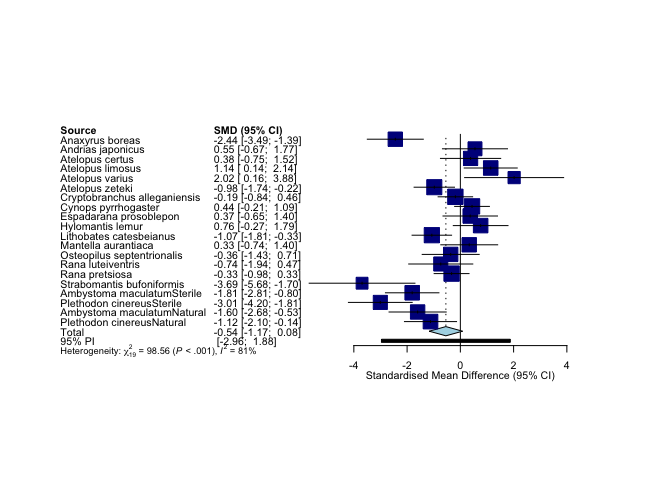 Source SMD (95% CI)
Anaxyrus boreas -2.44 [-3.49; -1.39]
Andrias japonicus 0.55 [-0.67; 1.77]
Atelopus certus 0.38 [-0.75; 1.52]
Atelopus limosus 1.14 [ 0.14; 2.14]
Atelopus varius 2.02 [ 0.16; 3.88]
Atelopus zeteki -0.98 [-1.74; -0.22]
Cryptobranchus alleganiensis -0.19 [-0.84; 0.46]
Cynops pyrrhogaster 0.44 [-0.21; 1.09]
Espadarana prosoblepon 0.37 [-0.65; 1.40]
Hylomantis lemur 0.76 [-0.27; 1.79]
Lithobates catesbeianus -1.07 [-1.81; -0.33]
Mantella aurantiaca 0.33 [-0.74; 1.40]
Osteopilus septentrionalis -0.36 [-1.43; 0.71]
Rana luteiventris -0.74 [-1.94; 0.47]
Rana pretsiosa -0.33 [-0.98; 0.33]
Strabomantis bufoniformis -3.69 [-5.68; -1.70]
Ambystoma maculatumSterile -1.81 [-2.81; -0.80]
Plethodon cinereusSterile -3.01 [-4.20; -1.81]
Ambystoma maculatumNatural -1.60 [-2.68; -0.53]
Plethodon cinereusNatural -1.12 [-2.10; -0.14]
Total -0.54 [-1.17; 0.08]
95% PI [-2.96; 1.88]
Heterogeneity: χ²₁₉ = 98.56 (P < .001), I² = 81%
-4 -2 0 2 4
Standardised Mean Difference (95% CI)